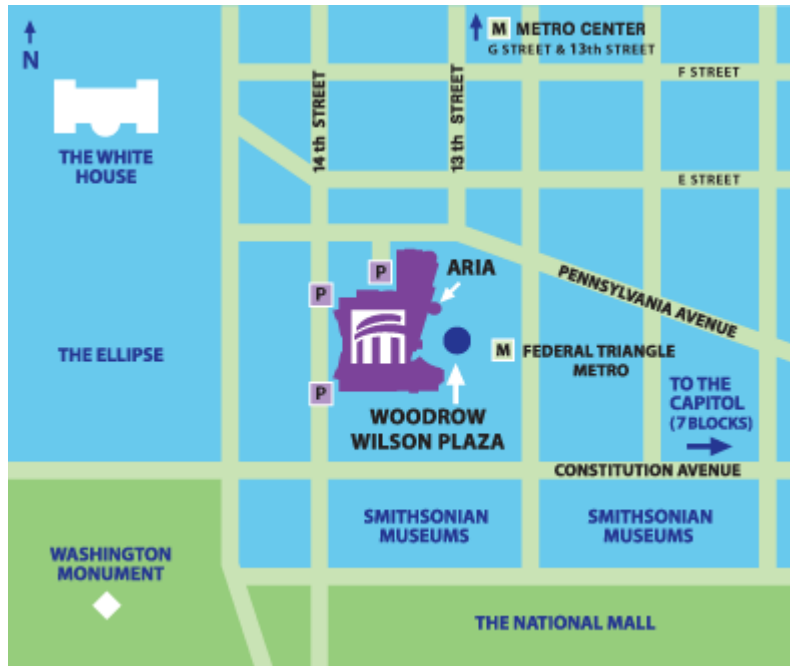 N
M METRO CENTER
G STREET & 13th STREET
F STREET
14th STREET
13th STREET
THE WHITE
HOUSE
E STREET
P
ARIA
P
PENNSYLVANIA AVENUE
THE ELLIPSE
M FEDERAL TRIANGLE
METRO
P
TO THE
CAPITOL
(7 BLOCKS)
WOODROW
WILSON PLAZA
CONSTITUTION AVENUE
SMITHSONIAN
MUSEUMS
SMITHSONIAN
MUSEUMS
WASHINGTON
MONUMENT
THE NATIONAL MALL